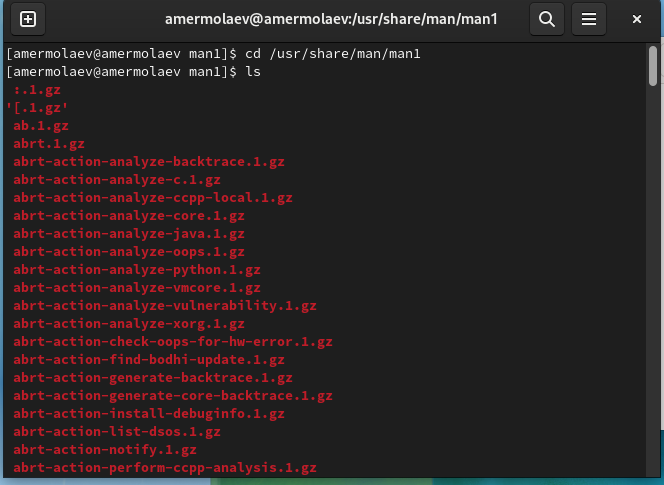 amermolaev@amermolaev:/usr/share/man/man1
[amermolaev@amermolaev man1]$ cd /usr/share/man/man1
[amermolaev@amermolaev man1]$ ls
:.1.gz
'[.1.gz'
ab.1.gz
abrt.1.gz
abrt-action-analyze-backtrace.1.gz
abrt-action-analyze-c.1.gz
abrt-action-analyze-ccpp-local.1.gz
abrt-action-analyze-core.1.gz
abrt-action-analyze-java.1.gz
abrt-action-analyze-oops.1.gz
abrt-action-analyze-python.1.gz
abrt-action-analyze-vmcore.1.gz
abrt-action-analyze-vulnerability.1.gz
abrt-action-analyze-xorg.1.gz
abrt-action-check-oops-for-hw-error.1.gz
abrt-action-find-bodhi-update.1.gz
abrt-action-generate-backtrace.1.gz
abrt-action-generate-core-backtrace.1.gz
abrt-action-install-debuginfo.1.gz
abrt-action-list-dsos.1.gz
abrt-action-notify.1.gz
abrt-action-perform-ccpp-analysis.1.gz